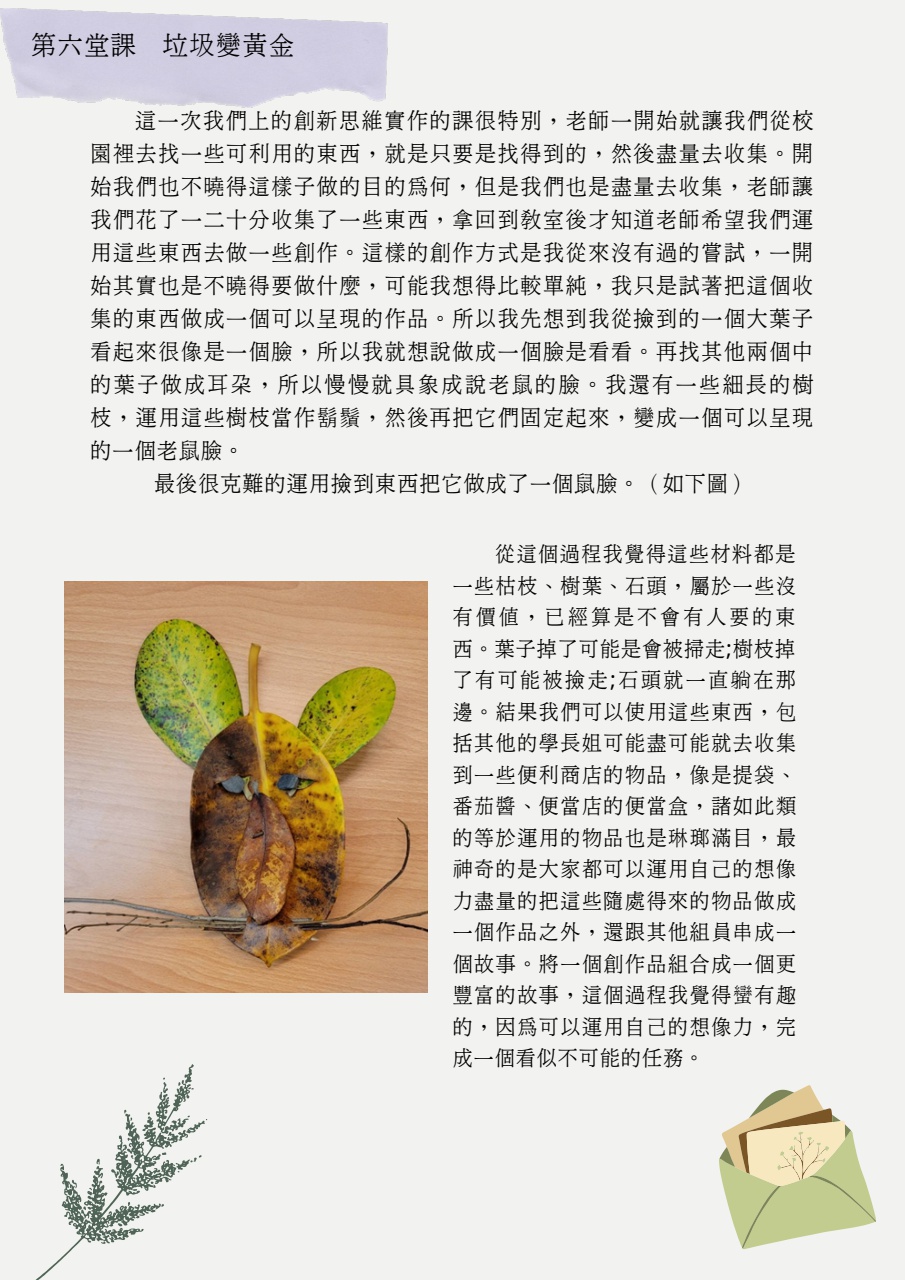 第六堂課　垃圾變黃金
這一次我們上的創新思維實作的課很特別，老師一開始就讓我們從校
園裡去找一些可利用的東西，就是只要是找得到的，然後盡量去收集。開
始我們也不曉得這樣子做的目的為何，但是我們也是盡量去收集，老師讓
我們花了一二十分收集了一些東西，拿回到教室後才知道老師希望我們運
用這些東西去做一些創作。這樣的創作方式是我從來沒有過的嘗試，一開
始其實也是不曉得要做什麼，可能我想得比較單純，我只是試著把這個收
集的東西做成一個可以呈現的作品。所以我先想到我從撿到的一個大葉子
看起來很像是一個臉，所以我就想說做成一個臉是看看。再找其他兩個中
的葉子做成耳朶，所以慢慢就具象成說老鼠的臉。我還有一些細長的樹
枝，運用這些樹枝當作鬍鬚，然後再把它們固定起來，變成一個可以呈現
的一個老鼠臉。
最後很克難的運用撿到東西把它做成了一個鼠臉。（如下圖）
從這個過程我覺得這些材料都是
一些枯枝、樹葉、石頭，屬於一些沒
有價值，已經算是不會有人要的東
西。葉子掉了可能是會被掃走;樹枝掉
了有可能被撿走;石頭就一直躺在那
邊。結果我們可以使用這些東西，包
括其他的學長姐可能盡可能就去收集
到一些便利商店的物品，像是提袋、
番茄醬、便當店的便當盒，諸如此類
的等於運用的物品也是琳瑯滿目，最
神奇的是大家都可以運用自己的想像
力盡量的把這些隨處得來的物品做成
一個作品之外，還跟其他組員串成一
個故事。將一個創作品組合成一個更
豐富的故事，這個過程我覺得蠻有趣
的，因為可以運用自己的想像力，完
成一個看似不可能的任務。